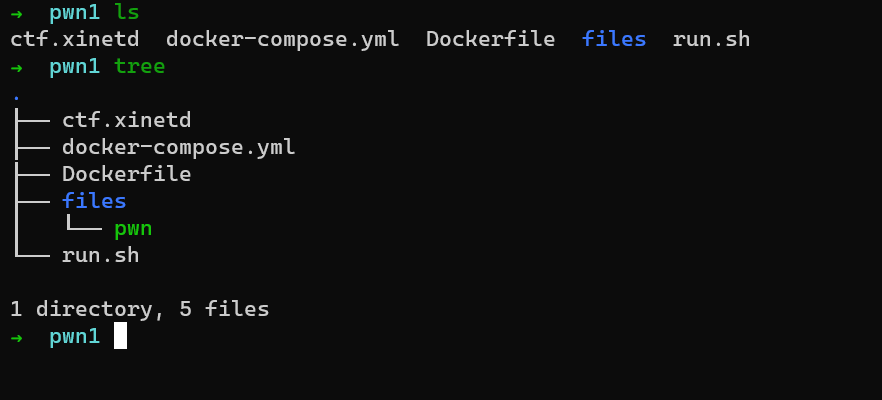 → pwn1 ls
ctf.xinetd docker-compose.yml Dockerfile files run.sh
→ pwn1 tree
.
├── ctf.xinetd
├── docker-compose.yml
├── Dockerfile
├── files
│   └── pwn
└── run.sh
1 directory, 5 files
→ pwn1